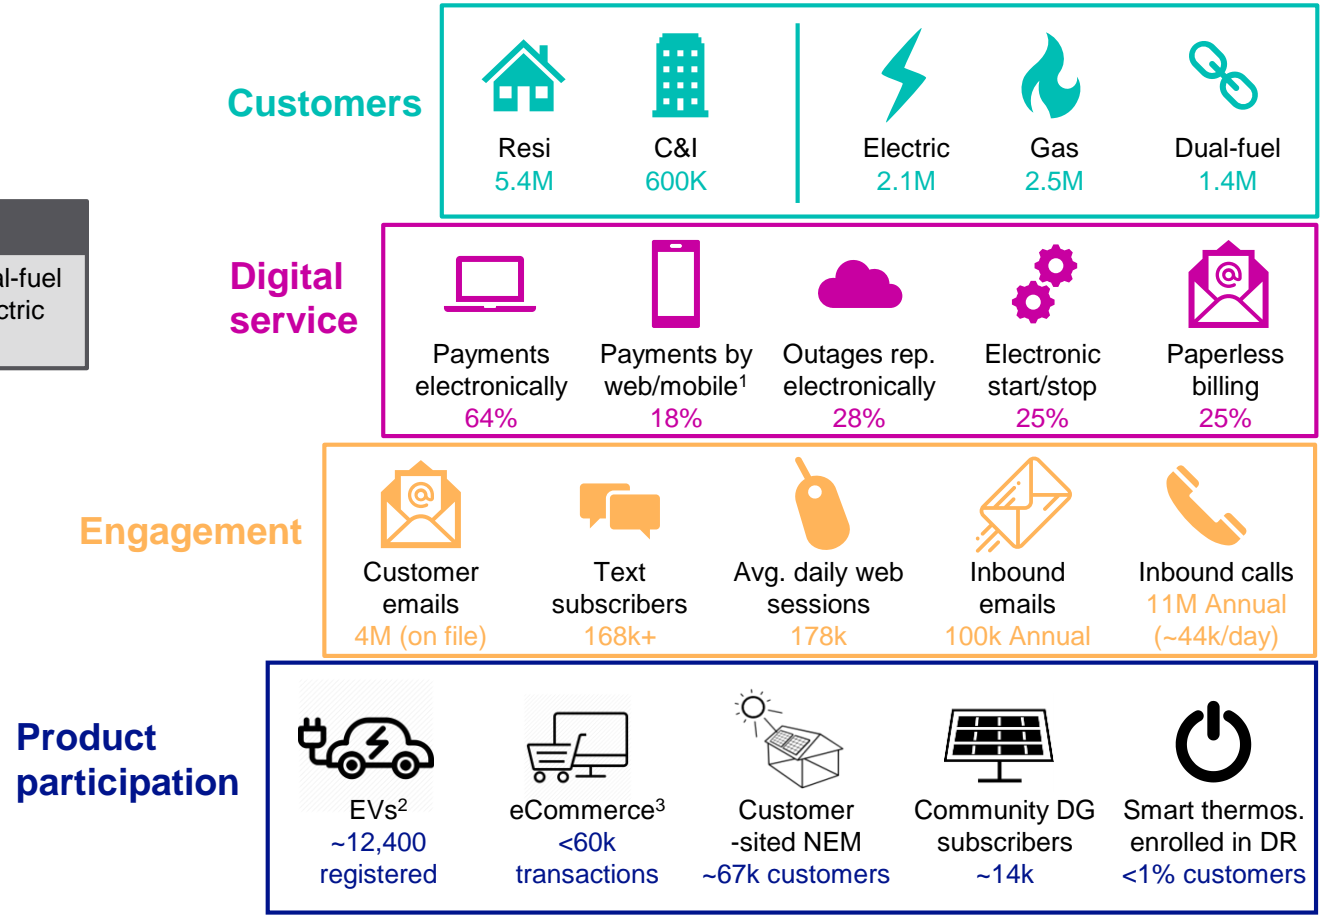 Customers
Resi
5.4M
C&I
600K
Electric
2.1M
Gas
2.5M
Dual-fuel
1.4M
al-fuel
ctric
Digital
service
Payments
electronically
64%
Payments by
web/mobile1
18%
Outages rep.
electronically
28%
Electronic
start/stop
25%
@
Paperless
billing
25%
Engagement
@
Customer
emails
4M (on file)
Text
subscribers
168k+
Avg. daily web
sessions
178k
Inbound
emails
100k Annual
Inbound calls
11M Annual
(~44k/day)
Product
participation
EVs2
~12,400
registered
eCommerce3
<60k
transactions
Customer
-sited NEM
~67k customers
Community DG
subscribers
~14k
Smart thermos.
enrolled in DR
<1% customers